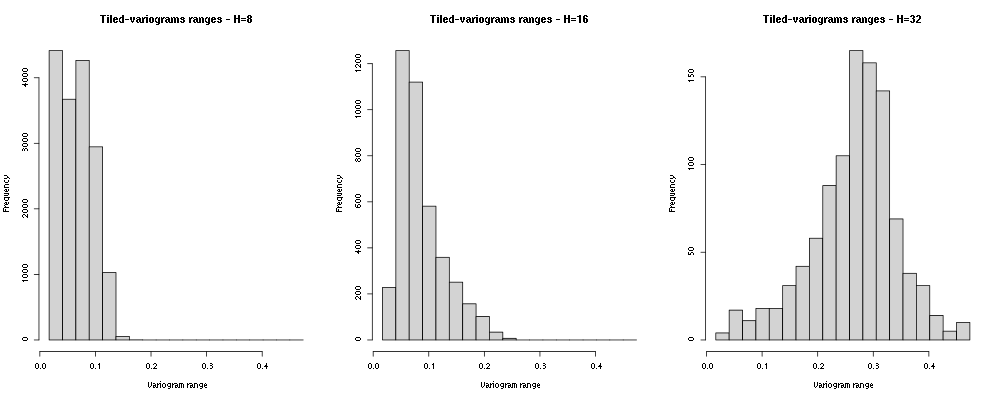 Tiled-variograms ranges - H=8
Frequency
4000
3000
2000
1000
0
0.0 0.1 0.2 0.3 0.4
Variogram range
Tiled-variograms ranges - H=16
Frequency
1200
1000
800
600
400
200
0
0.0 0.1 0.2 0.3 0.4
Variogram range
Tiled-variograms ranges - H=32
Frequency
150
100
50
0
0.0 0.1 0.2 0.3 0.4
Variogram range